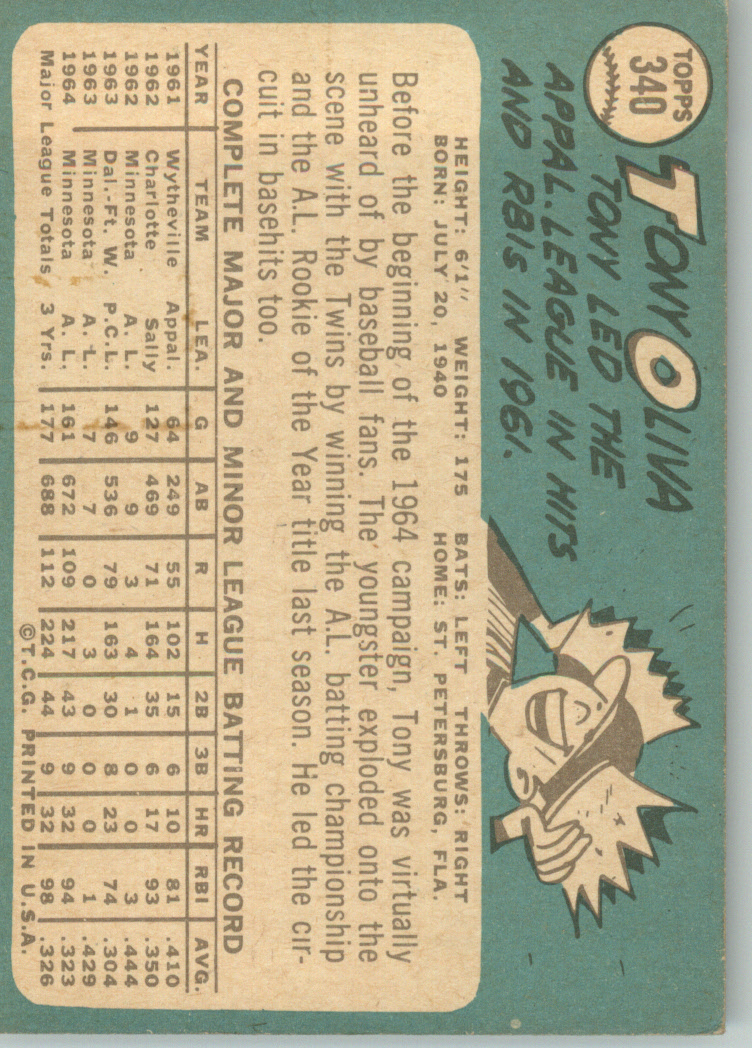 TOPPS
340
TONY OLIVA
TONY LED THE
APPAL. LEAGUE IN HITS
AND RBIS IN 1961.
HEIGHT: 6'1" WEIGHT: 175 BATS: LEFT THROWS: RIGHT
BORN: JULY 20, 1940 HOME: ST. PETERSBURG, FLA.
Before the beginning of the 1964 campaign, Tony was virtually
unheard of by baseball fans. The youngster exploded onto the
scene with the Twins by winning the A.L. batting championship
and the A.L. Rookie of the Year title last season. He led the cir-
cuit in basehits too.
COMPLETE MAJOR AND MINOR LEAGUE BATTING RECORD
YEAR TEAM LEA. G AB R H 2B 3B HR RBI AVG.
1961 Wytheville Appal. 64 249 55 102 15 6 10 81 .410
1962 Charlotte Sally 127 469 71 164 35 6 17 93 .350
1962 Minnesota A. L. 9 9 3 4 1 0 0 3 .444
1963 Dal.-Ft. W. P.C.L. 146 536 79 163 30 8 23 74 .304
1963 Minnesota A. L. 7 7 0 3 0 0 0 1 .429
1964 Minnesota A. L. 161 672 109 217 43 9 32 94 .323
Major League Totals 3 Yrs. 177 688 112 224 44 9 32 98 .326
©T.C.G. PRINTED IN U.S.A.